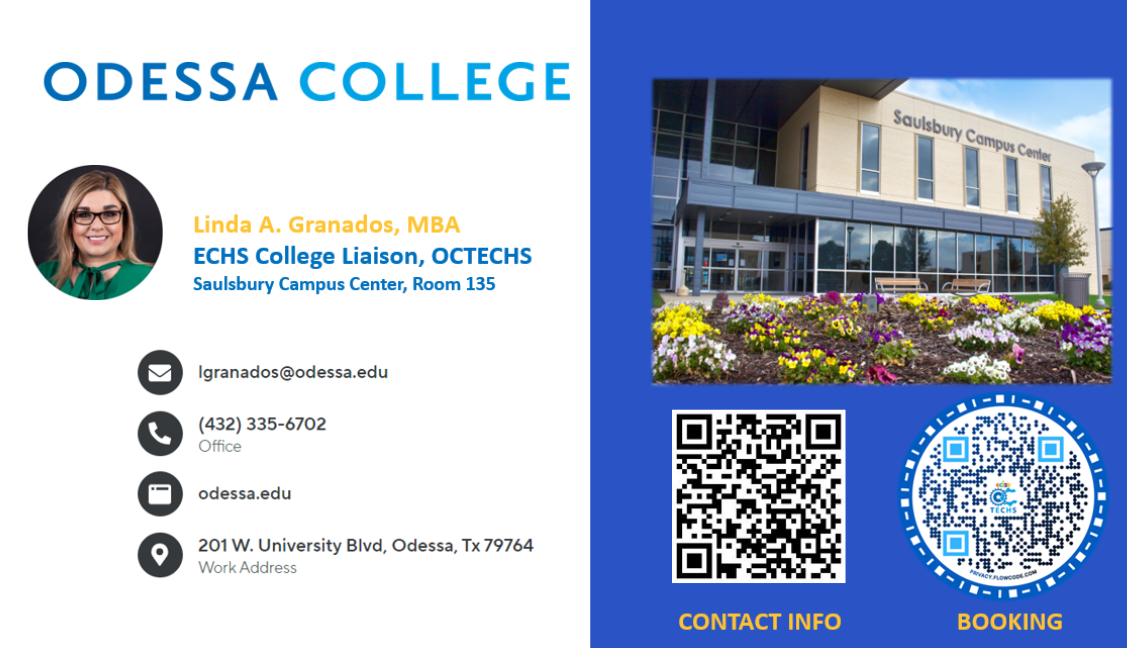 ODESSA COLLEGE
Linda A. Granados, MBA
ECHS College Liaison, OCTECHS
Saulsbury Campus Center, Room 135
lgranados@odessa.edu
(432) 335-6702
Office
odessa.edu
201 W. University Blvd, Odessa, Tx 79764
Work Address
Saulsbury Campus Center
OC
TECHS
PRIVACY.FLOWCODE.COM
CONTACT INFO
BOOKING